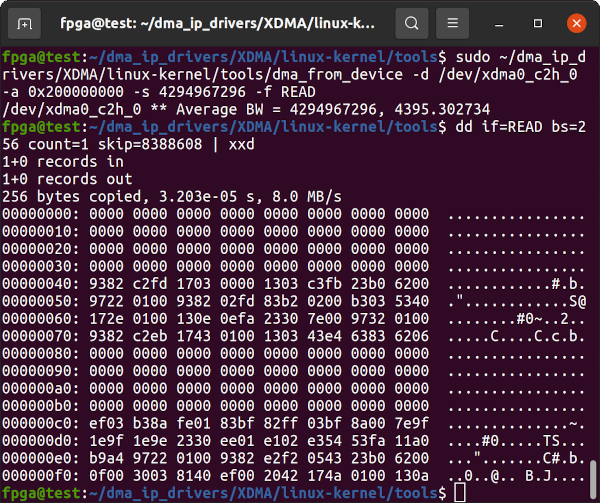 fpga@test: ~/dma_ip_drivers/XDMA/linux-k...
fpga@test:~/dma_ip_drivers/XDMA/linux-kernel/tools$ sudo ~/dma_ip_d
rivers/XDMA/linux-kernel/tools/dma_from_device -d /dev/xdma0_c2h_0
-a 0x200000000 -s 4294967296 -f READ
/dev/xdma0_c2h_0 ** Average BW = 4294967296, 4395.302734
fpga@test:~/dma_ip_drivers/XDMA/linux-kernel/tools$ dd if=READ bs=2
56 count=1 skip=8388608 | xxd
1+0 records in
1+0 records out
256 bytes copied, 3.203e-05 s, 8.0 MB/s
00000000: 0000 0000 0000 0000 0000 0000 0000 0000  ................
00000010: 0000 0000 0000 0000 0000 0000 0000 0000  ................
00000020: 0000 0000 0000 0000 0000 0000 0000 0000  ................
00000030: 0000 0000 0000 0000 0000 0000 0000 0000  ................
00000040: 9382 c2fd 1703 0000 1303 c3fb 23b0 6200  ............#.b.
00000050: 9722 0100 9382 02fd 83b2 0200 b303 5340  ."............S@
00000060: 172e 0100 130e 0efa 2330 7e00 9732 0100  ........#0~..2..
00000070: 9382 c2eb 1743 0100 1303 43e4 6383 6206  .....C....C.c.b.
00000080: 0000 0000 0000 0000 0000 0000 0000 0000  ................
00000090: 0000 0000 0000 0000 0000 0000 0000 0000  ................
000000a0: 0000 0000 0000 0000 0000 0000 0000 0000  ................
000000b0: 0000 0000 0000 0000 0000 0000 0000 0000  ................
000000c0: ef03 b38a fe01 83bf 82ff 03bf 8a00 7e9f  ..............~.
000000d0: 1e9f 1e9e 2330 ee01 e102 e354 53fa 11a0  ....#0.....TS...
000000e0: b9a4 9722 0100 9382 e2f2 0543 23b0 6200  ...".......C#.b.
000000f0: 0f00 3003 8140 ef00 2042 174a 0100 130a  ..0..@.. B.J....
fpga@test:~/dma_ip_drivers/XDMA/linux-kernel/tools$